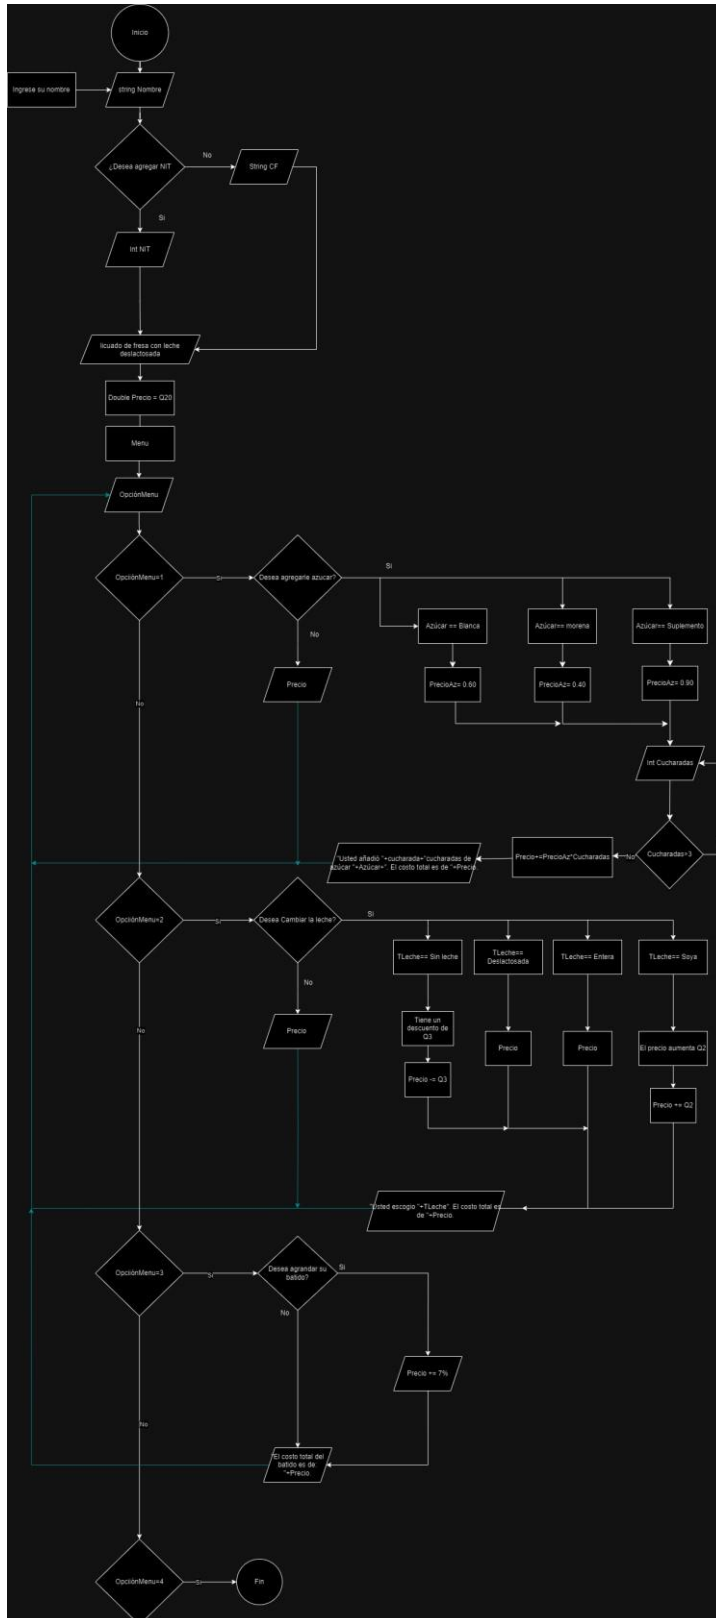 Inicio
Ingrese su nombre
string Nombre
¿Desea agregar NIT
No
String CF
Si
Int NIT
licuado de fresa con leche
deslactosada
Double Precio = Q20
Menu
OpciónMenu
OpciónMenu=1
Si
Desea agregarle azucar?
Si
Azúcar == Blanca
Azúcar== morena
Azúcar== Suplemento
No
Precio
PrecioAz= 0.60
PrecioAz= 0.40
PrecioAz= 0.90
No
Int Cucharadas
"Usted añadió "+cucharada+"cucharadas de
azúcar "+Azúcar+". El costo total es de "+Precio.
Precio+=PrecioAz*Cucharadas
No
Cucharadas>3
OpciónMenu=2
Si
Desea Cambiar la leche?
Si
TLeche== Sin leche
TLeche==
Deslactosada
TLeche== Entera
TLeche== Soya
No
No
Precio
Tiene un
descuento de
Q3
Precio
Precio
El precio aumenta Q2
Precio -= Q3
Precio += Q2
"Usted escogio "+TLeche". El costo total es
de "+Precio.
OpciónMenu=3
Si
Desea agrandar su
batido?
Si
No
Precio += 7%
No
"El costo total del
batido es de
"+Precio
OpciónMenu=4
Si
Fin